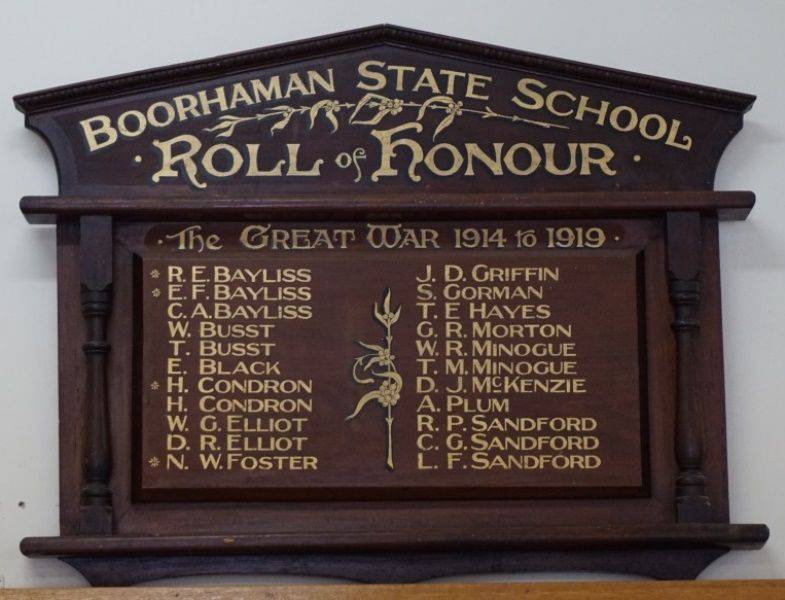 BOORHAMAN STATE SCHOOL
· ROLL of HONOUR ·
· The GREAT WAR 1914 to 1919 ·
* R. E. BAYLISS
* E. F. BAYLISS
C. A. BAYLISS
W. BUSST
T. BUSST
E. BLACK
* H. CONDRON
H. CONDRON
W. G. ELLIOT
D. R. ELLIOT
* N. W. FOSTER
J. D. GRIFFIN
S. GORMAN
T. E HAYES
G. R. MORTON
W. R. MINOGUE
T. M. MINOGUE
D. J. McKENZIE
A. PLUM
R. P. SANDFORD
C. G. SANDFORD
L. F. SANDFORD